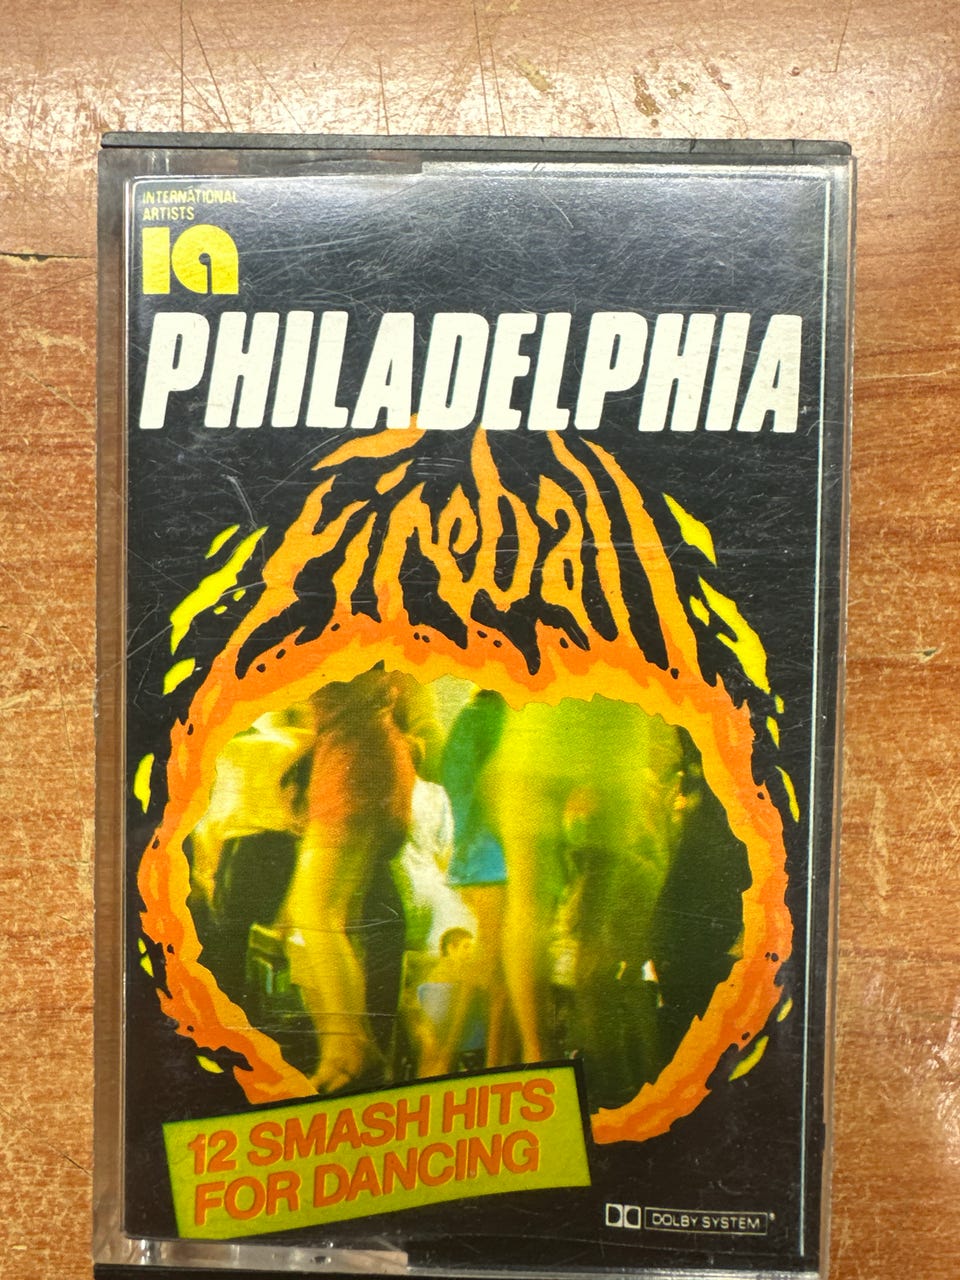 INTERNATIONAL
ARTISTS
ia
PHILADELPHIA
Fireball
12 SMASH HITS
FOR DANCING
DOLBY SYSTEM®